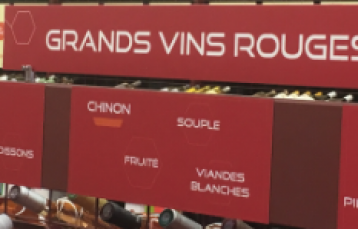 GRANDS VINS ROUGES
CHINON
SOUPLE
FRUITÉ
VIANDES
BLANCHES